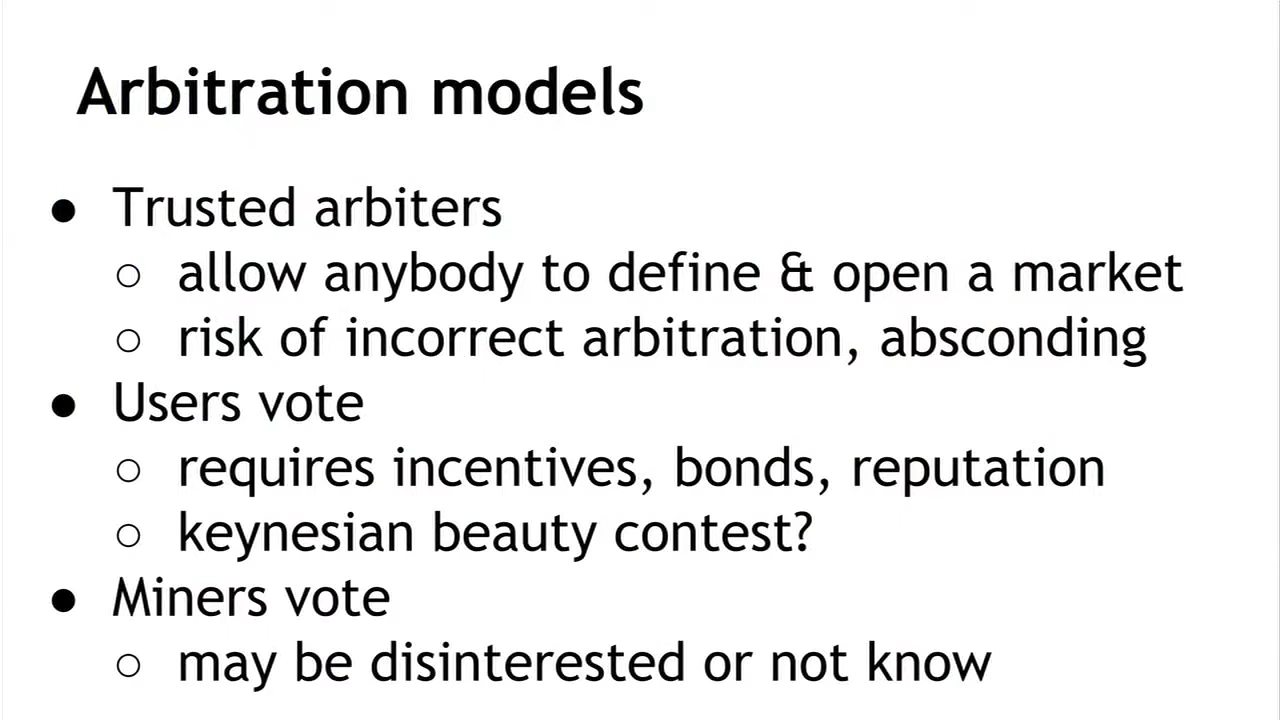 Arbitration models
● Trusted arbiters
○ allow anybody to define & open a market
○ risk of incorrect arbitration, absconding
● Users vote
○ requires incentives, bonds, reputation
○ keynesian beauty contest?
● Miners vote
○ may be disinterested or not know